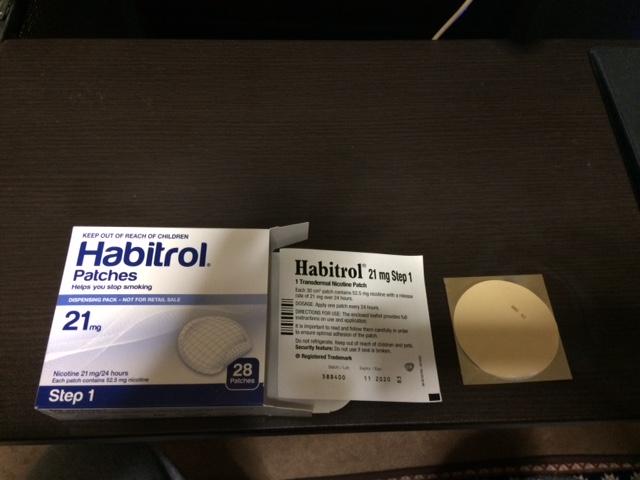 KEEP OUT OF REACH OF CHILDREN
Habitrol®
Patches
Helps you stop smoking
DISPENSING PACK - NOT FOR RETAIL SALE
21mg
Nicotine 21 mg/24 hours
Each patch contains 52.5 mg nicotine
28
Patches
Step 1
Habitrol® 21 mg Step 1
1 Transdermal Nicotine Patch
Each 30 cm² patch contains 52.5 mg nicotine with a release
rate of 21 mg over 24 hours.
DOSAGE: Apply one patch every 24 hours.
DIRECTIONS FOR USE: The enclosed leaflet provides full
instructions on use and application.
It is important to read and follow them carefully in order
to ensure optimal adhesion of the patch.
Do not refrigerate. Keep out of reach of children and pets.
Security Feature: Do not use if seal is broken.
® Registered Trademark
11 2020